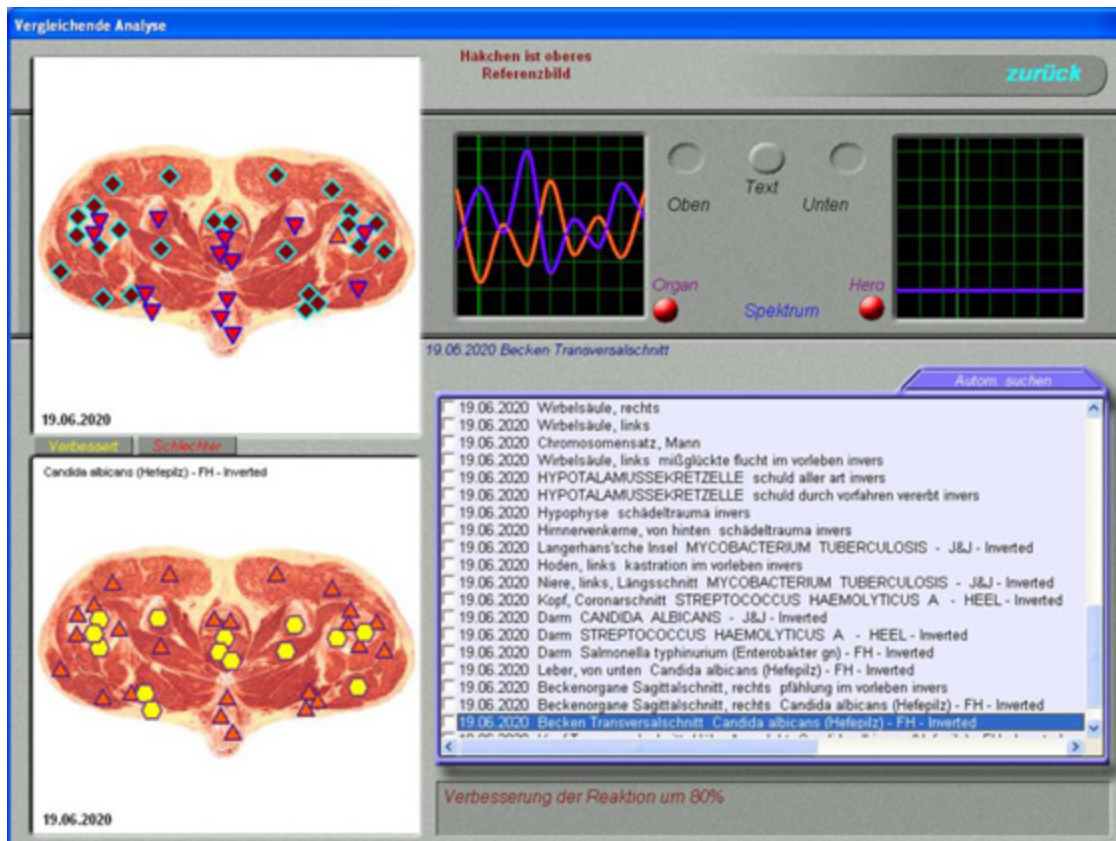 Vergleichende Analyse
Häkchen ist oberes
Referenzbild
zurück
Oben
Text
Unten
Organ
Hera
Spektrum
19.06.2020 Becken Transversalschnitt
19.06.2020
Verbessert
Schlechter
Autom. suchen
19.06.2020 Wirbelsäule, rechts
19.06.2020 Wirbelsäule, links
19.06.2020 Chromosomensatz, Mann
19.06.2020 Wirbelsäule, links mißglückte flucht im vorleben invers
19.06.2020 HYPOTALAMUSSEKRETZELLE schuld aller art invers
19.06.2020 HYPOTALAMUSSEKRETZELLE schuld durch vorfahren vererbt invers
19.06.2020 Hypophyse schädeltrauma invers
19.06.2020 Hirnnervenkerne, von hinten schädeltrauma invers
19.06.2020 Langerhans'sche Insel MYCOBACTERIUM TUBERCULOSIS - J&J - Inverted
19.06.2020 Hoden, links kastration im vorleben invers
19.06.2020 Niere, links, Längsschnitt MYCOBACTERIUM TUBERCULOSIS - J&J - Inverted
19.06.2020 Kopf, Coronarschnitt STREPTOCOCCUS HAEMOLYTICUS A - HEEL - Inverted
19.06.2020 Darm CANDIDA ALBICANS - J&J - Inverted
19.06.2020 Darm STREPTOCOCCUS HAEMOLYTICUS A - HEEL - Inverted
19.06.2020 Darm Salmonella typhinurium (Enterobakter gn) - FH - Inverted
19.06.2020 Leber, von unten Candida albicans (Hefepilz) - FH - Inverted
19.06.2020 Beckenorgane Sagittalschnitt, rechts pfählung im vorleben invers
19.06.2020 Beckenorgane Sagittalschnitt, rechts Candida albicans (Hefepilz) - FH - Inverted
19.06.2020 Becken Transversalschnitt Candida albicans (Hefepilz) - FH - Inverted
Candida albicans (Hefepilz) - FH - Inverted
19.06.2020
Verbesserung der Reaktion um 80%